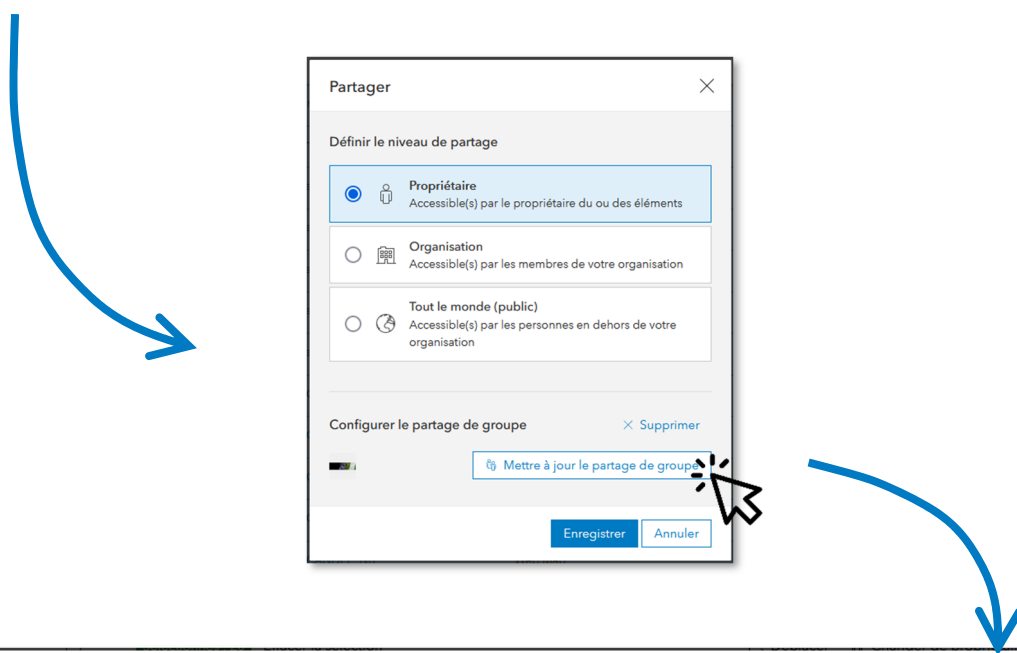 Partager
Définir le niveau de partage
Propriétaire
Accessible(s) par le propriétaire du ou des éléments
Organisation
Accessible(s) par les membres de votre organisation
Tout le monde (public)
Accessible(s) par les personnes en dehors de votre
organisation
Configurer le partage de groupe
Supprimer
Mettre à jour le partage de groupe
Enregistrer
Annuler